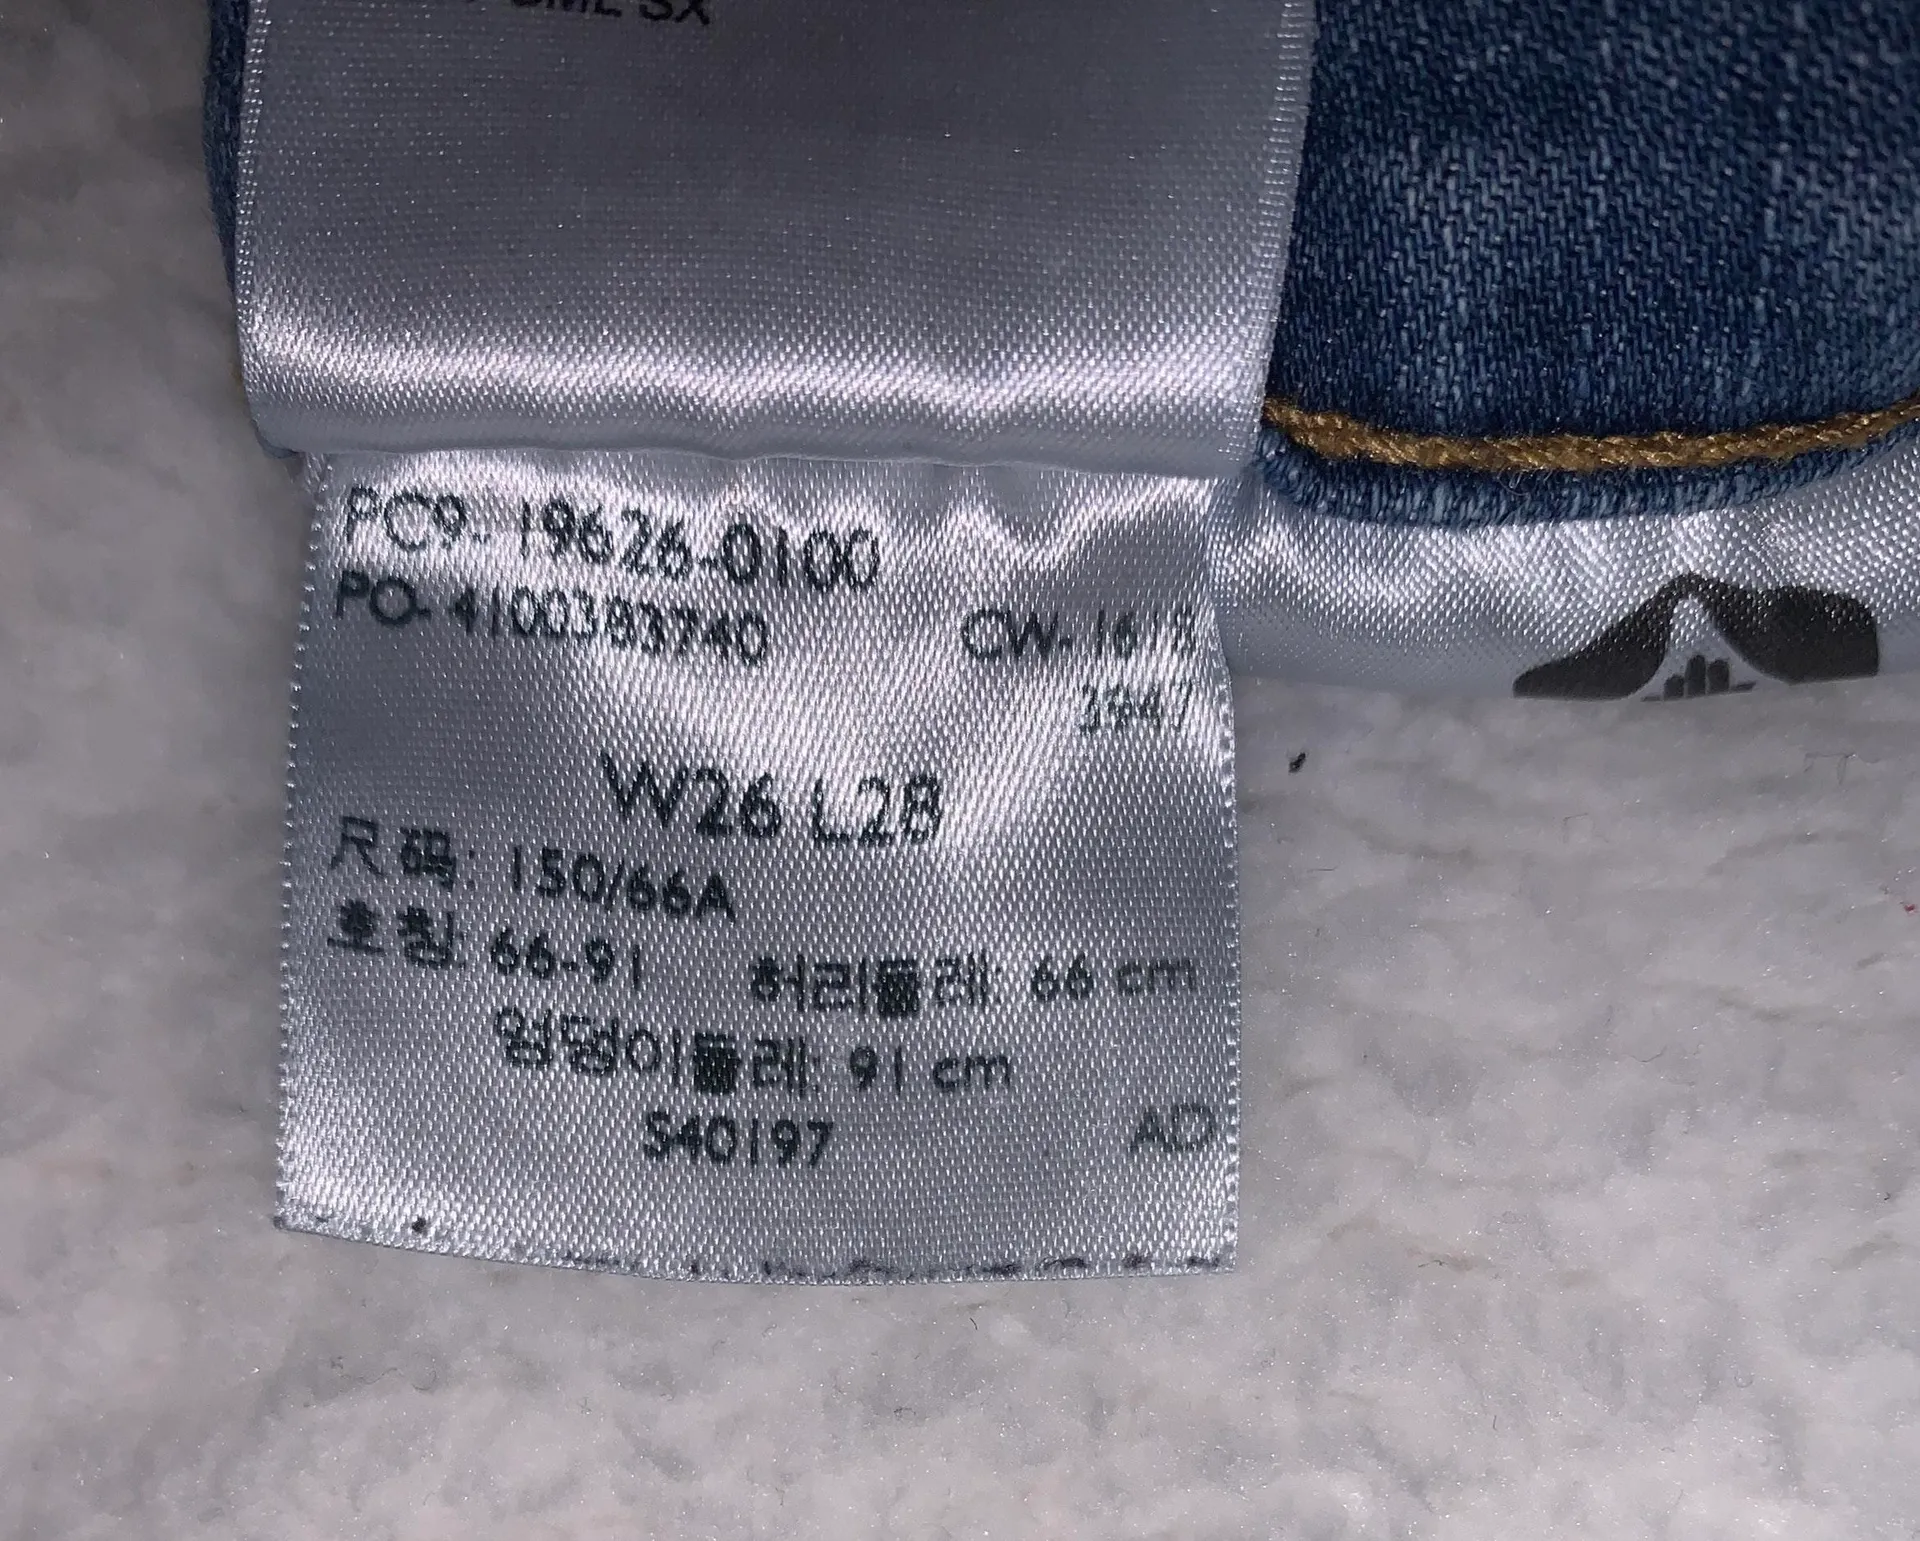 SX
PC9.. 19626-0100
PO- 4100383740 CW-
W26 L28
尺码: 150/66A
호칭: 66-91 허리둘레: 66 cm
엉덩이둘레: 91 cm
S40197 AD